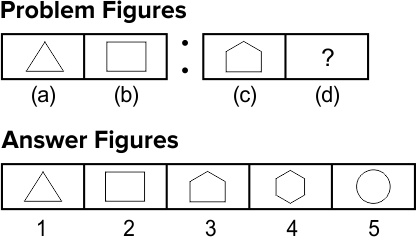 Problem Figures
:
?
(a) (b) (c) (d)
Answer Figures
1 2 3 4 5